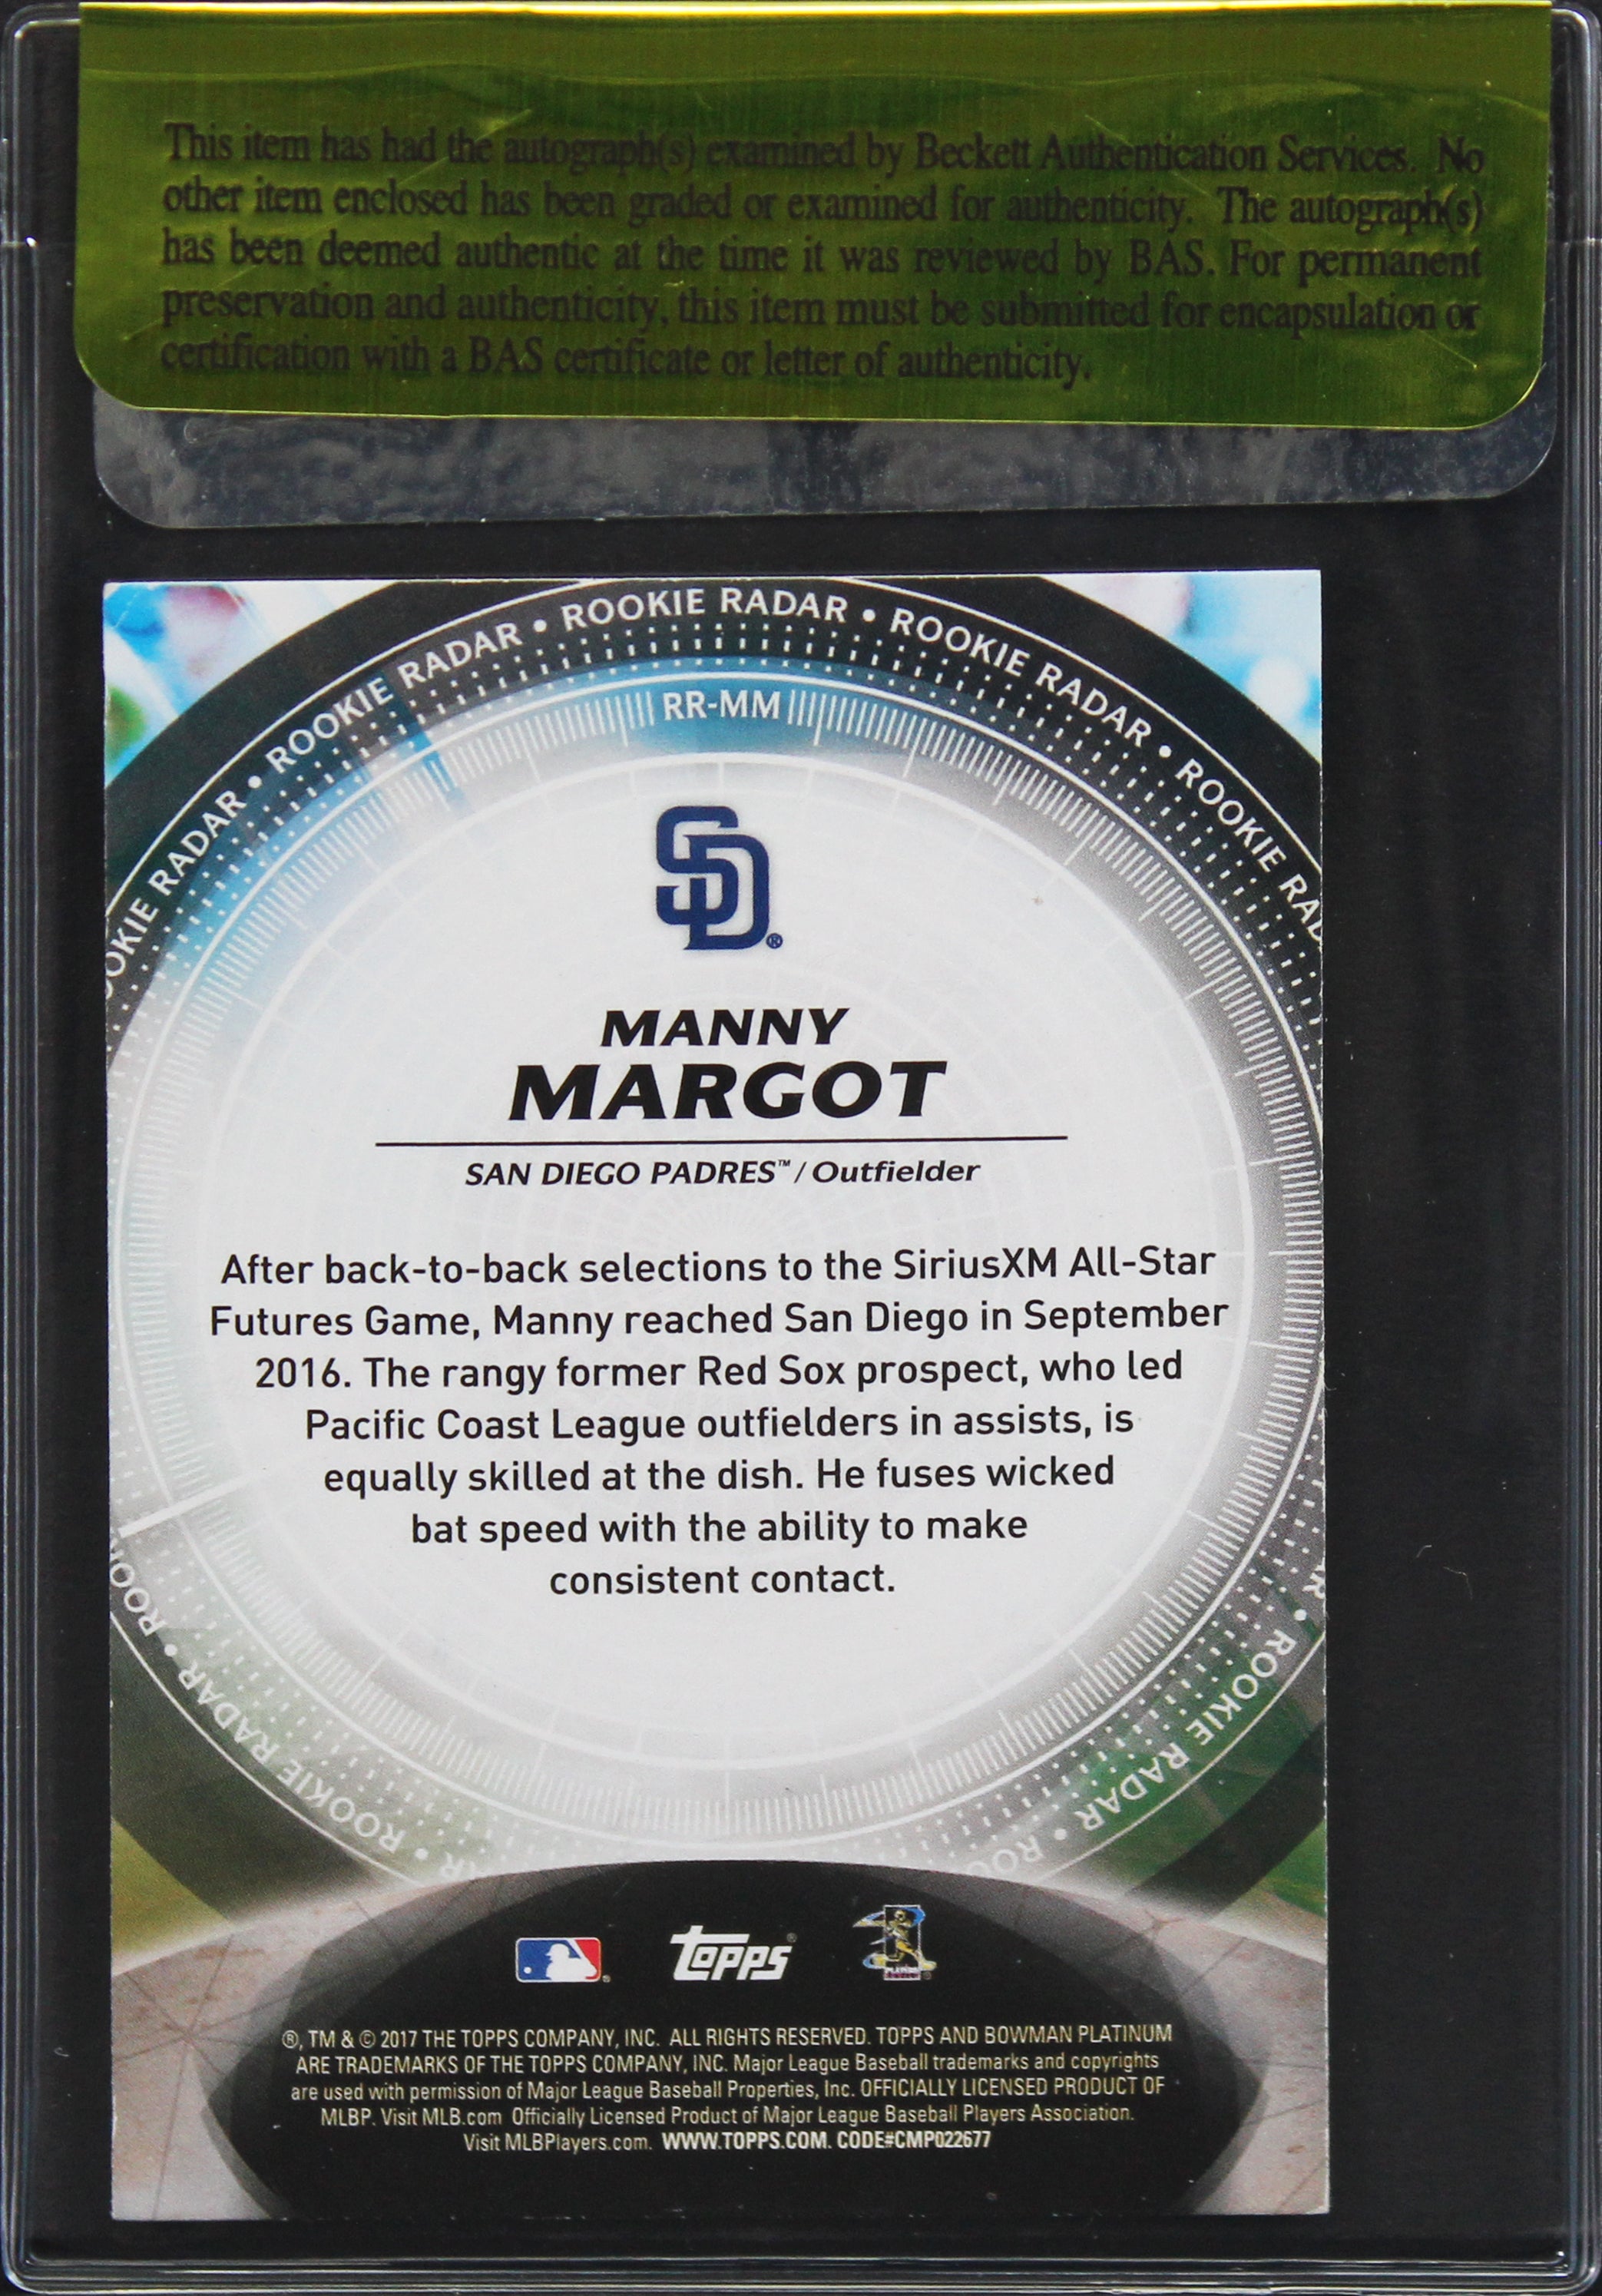 This item has had the autograph(s) examined by Beckett Authentication Services. No
other item enclosed has been graded or examined for authenticity. The autograph(s)
has been deemed authentic at the time it was reviewed by BAS. For permanent
preservation and authenticity, this item must be submitted for encapsulation or
certification with a BAS certificate or letter of authenticity.
OKIE RADAR • ROOKIE RADAR • ROOKIE RADAR • ROOKIE RADAR • ROOKIE RAD
RR-MM
SD®
MANNY
MARGOT
SAN DIEGO PADRES™ / Outfielder
After back-to-back selections to the SiriusXM All-Star
Futures Game, Manny reached San Diego in September
2016. The rangy former Red Sox prospect, who led
Pacific Coast League outfielders in assists, is
equally skilled at the dish. He fuses wicked
bat speed with the ability to make
consistent contact.
R • ROOKIE RADAR • ROO
AR • ROOKIE RADAR • ROOK
Topps®
PLAYERS
®, TM & © 2017 THE TOPPS COMPANY, INC. ALL RIGHTS RESERVED. TOPPS AND BOWMAN PLATINUM
ARE TRADEMARKS OF THE TOPPS COMPANY, INC. Major League Baseball trademarks and copyrights
are used with permission of Major League Baseball Properties, Inc. OFFICIALLY LICENSED PRODUCT OF
MLBP. Visit MLB.com Officially Licensed Product of Major League Baseball Players Association.
Visit MLBPlayers.com. WWW.TOPPS.COM. CODE#CMP022677